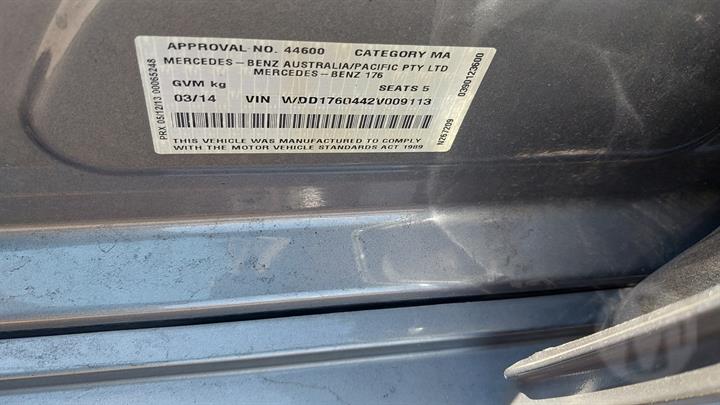 APPROVAL NO. 44600 CATEGORY MA
MERCEDES-BENZ AUSTRALIA/PACIFIC PTY LTD
MERCEDES-BENZ 176
GVM kg SEATS 5
03/14 VIN WDD1760442V009113
THIS VEHICLE WAS MANUFACTURED TO COMPLY
WITH THE MOTOR VEHICLE STANDARDS ACT 1989
PRX 05/12/13 00065248
0390123600
N267209